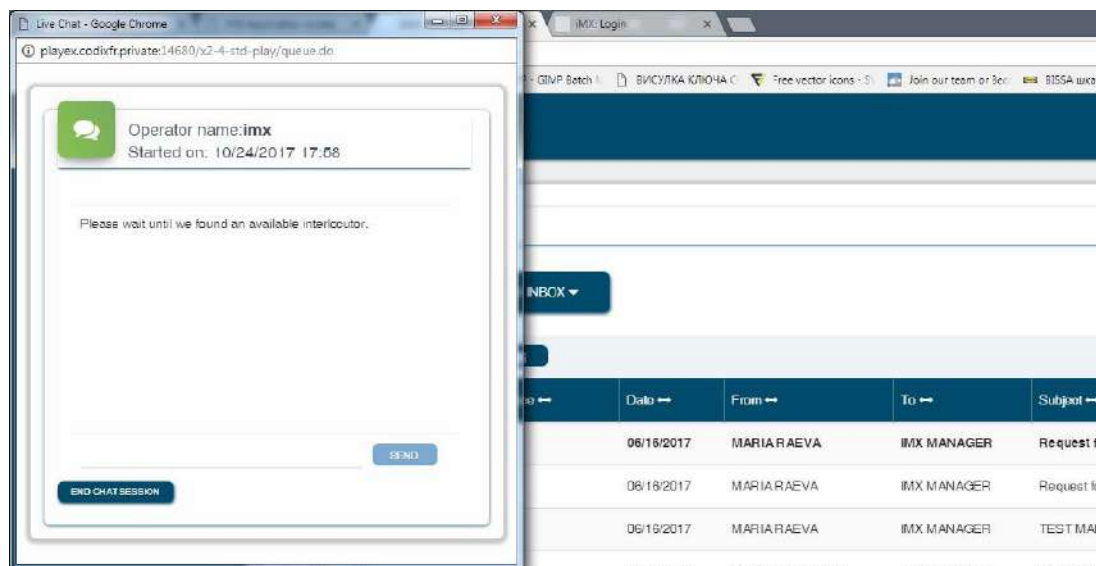 Live Chat - Google Chrome
iMX: Login
playex.codixfr.private:14680/x2-4-std-play/queue.do
- GIMP Batch
ВИСУЛКА КЛЮЧА
Free vector icons - S
Join our team or Bec
BISSA шка
Operator name:imx
Started on: 10/24/2017 17:58
Please wait until we found an available interlocutor.
INBOX
Date From To Subject
06/16/2017 MARIA RAEVA IMX MANAGER Request f
SEND
06/16/2017 MARIA RAEVA IMX MANAGER Request fo
END CHAT SESSION
06/16/2017 MARIA RAEVA IMX MANAGER TEST MA